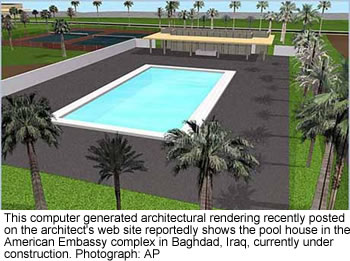 This computer generated architectural rendering recently posted
on the architect's web site reportedly shows the pool house in the
American Embassy complex in Baghdad, Iraq, currently under
construction. Photograph: AP